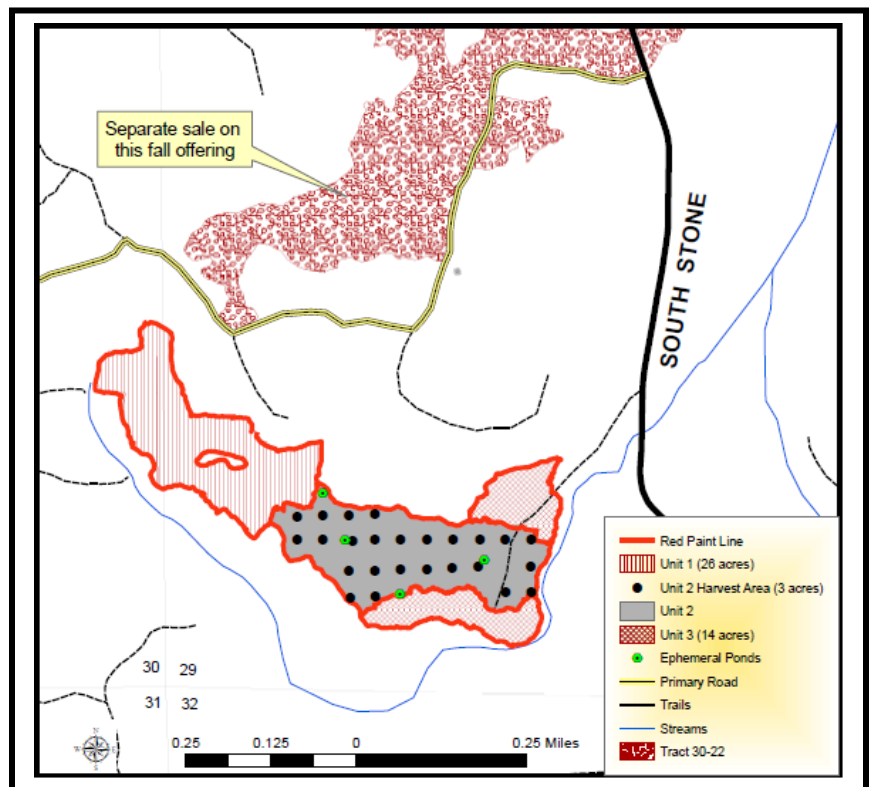 Separate sale on
this fall offering
SOUTH STONE
Red Paint Line
Unit 1 (26 acres)
Unit 2 Harvest Area (3 acres)
Unit 2
Unit 3 (14 acres)
Ephemeral Ponds
Primary Road
Trails
Streams
Tract 30-22
30 29
31 32
N
W E
S
0.25 0.125 0 0.25 Miles